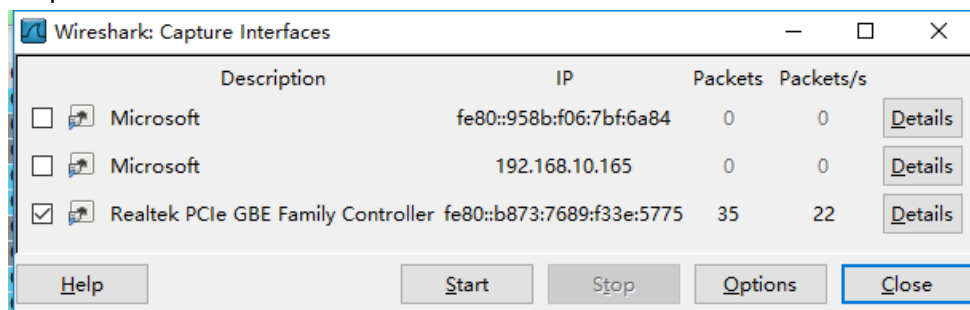 Wireshark: Capture Interfaces
Description IP Packets Packets/s
Microsoft fe80::958b:f06:7bf:6a84 0 0 Details
Microsoft 192.168.10.165 0 0 Details
Realtek PCIe GBE Family Controller fe80::b873:7689:f33e:5775 35 22 Details
Help Start Stop Options Close